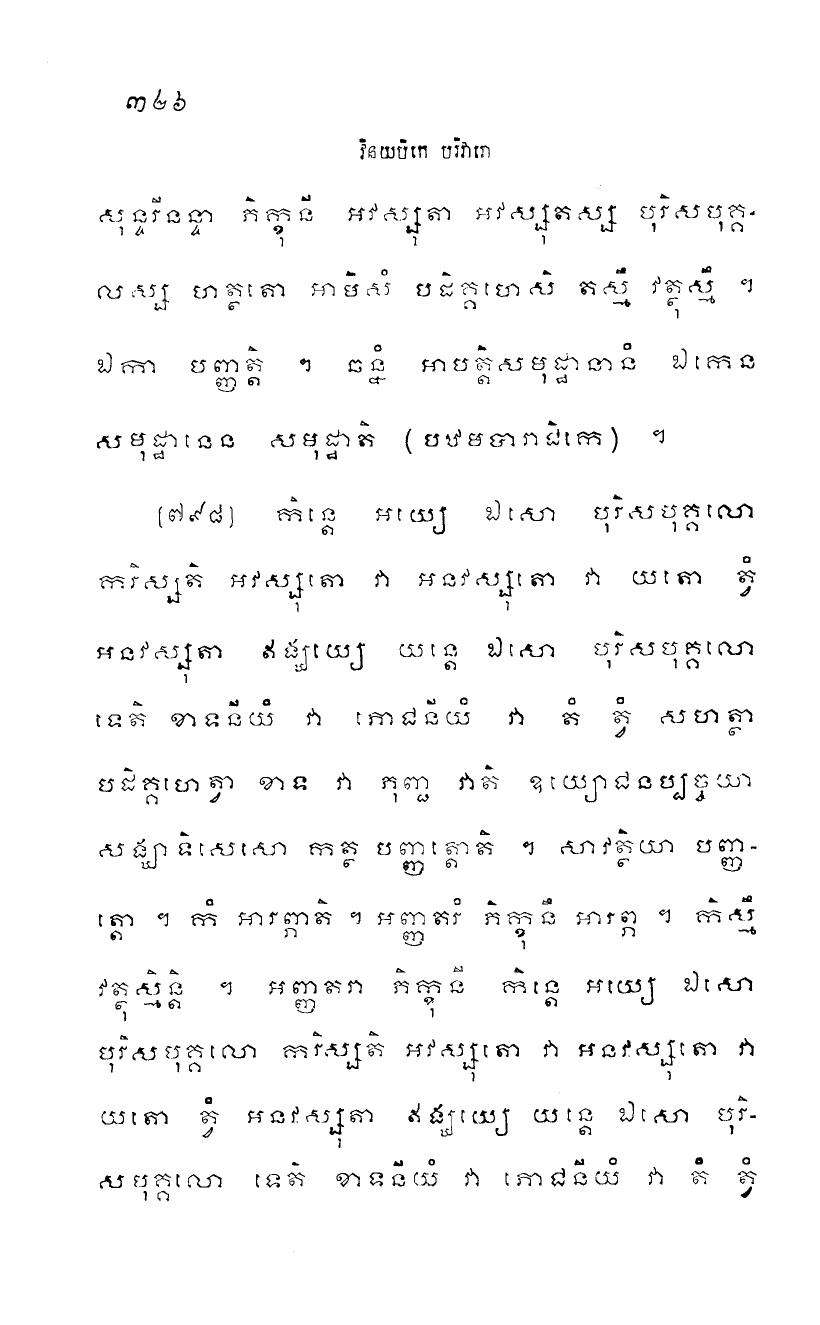 ៣២៦
វិនយបិដកេ បរិវារោ
សុន្ទរីនន្ទា ភិក្ខុនី អវស្សុតា អវស្សុតស្ស បុរិសបុគ្គ-
លស្ស ហត្ថតោ អាមិសំ បដិគ្គហេសិ តស្មឹ វត្ថុស្មឹ ។
ឯកា បញ្ញត្តិ ។ ឆន្នំ អាបត្តិសមុដ្ឋានានំ ឯកេន
សមុដ្ឋានេន សមុដ្ឋាតិ (បឋមបារាជិកេ) ។
[៧៩៨] កិន្តេ អយ្យេ ឯសោ បុរិសបុគ្គលោ
ករិស្សតិ អវស្សុតោ វា អនវស្សុតោ វា យតោ ត្វំ
អនវស្សុតា ឥង្ឃយ្យេ យន្តេ ឯសោ បុរិសបុគ្គលោ
ទេតិ ខាទនីយំ វា ភោជនីយំ វា តំ ត្វំ សហត្ថា
បដិគ្គហេត្វា ខាទ វា ភុញ្ជ វាតិ ឧយ្យោជនប្បច្ចយា
សង្ឃាទិសេសោ កត្ថ បញ្ញត្តោតិ ។ សាវត្ថិយា បញ្ញ-
ត្តោ ។ កំ អារព្ភាតិ ។ អញ្ញតរំ ភិក្ខុនឹ អារព្ភ ។ កិស្មឹ
វត្ថុស្មិន្តិ ។ អញ្ញតរា ភិក្ខុនី កិន្តេ អយ្យេ ឯសោ
បុរិសបុគ្គលោ ករិស្សតិ អវស្សុតោ វា អនវស្សុតោ វា
យតោ ត្វំ អនវស្សុតា ឥង្ឃយ្យេ យន្តេ ឯសោ បុរិ-
សបុគ្គលោ ទេតិ ខាទនីយំ វា ភោជនីយំ វា តំ ត្វំ